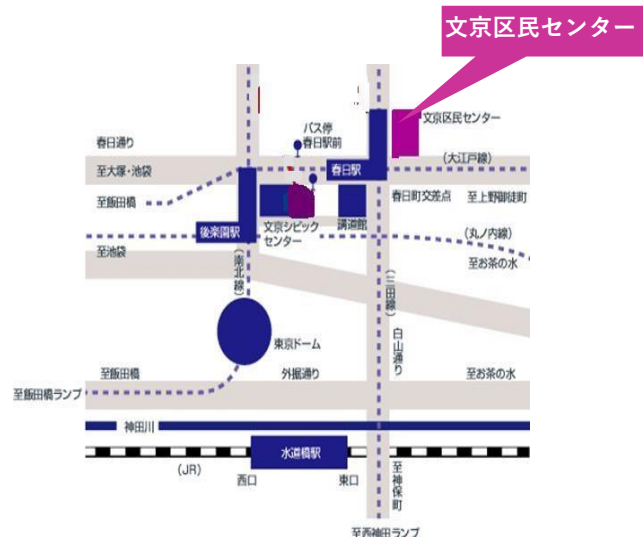 文京区民センター
バス停
春日駅前
文京区民センター
春日通り
(大江戸線)
至大塚・池袋
春日駅
至飯田橋
春日町交差点
至上野御徒町
文京シビック
センター
講道館
後楽園駅
(丸ノ内線)
至池袋
至お茶の水
(南北線)
(三田線)
白山通り
東京ドーム
至飯田橋
外掘通り
至お茶の水
至飯田橋ランプ
神田川
水道橋駅
(JR)
西口
東口
至神保町
至西神田ランプ